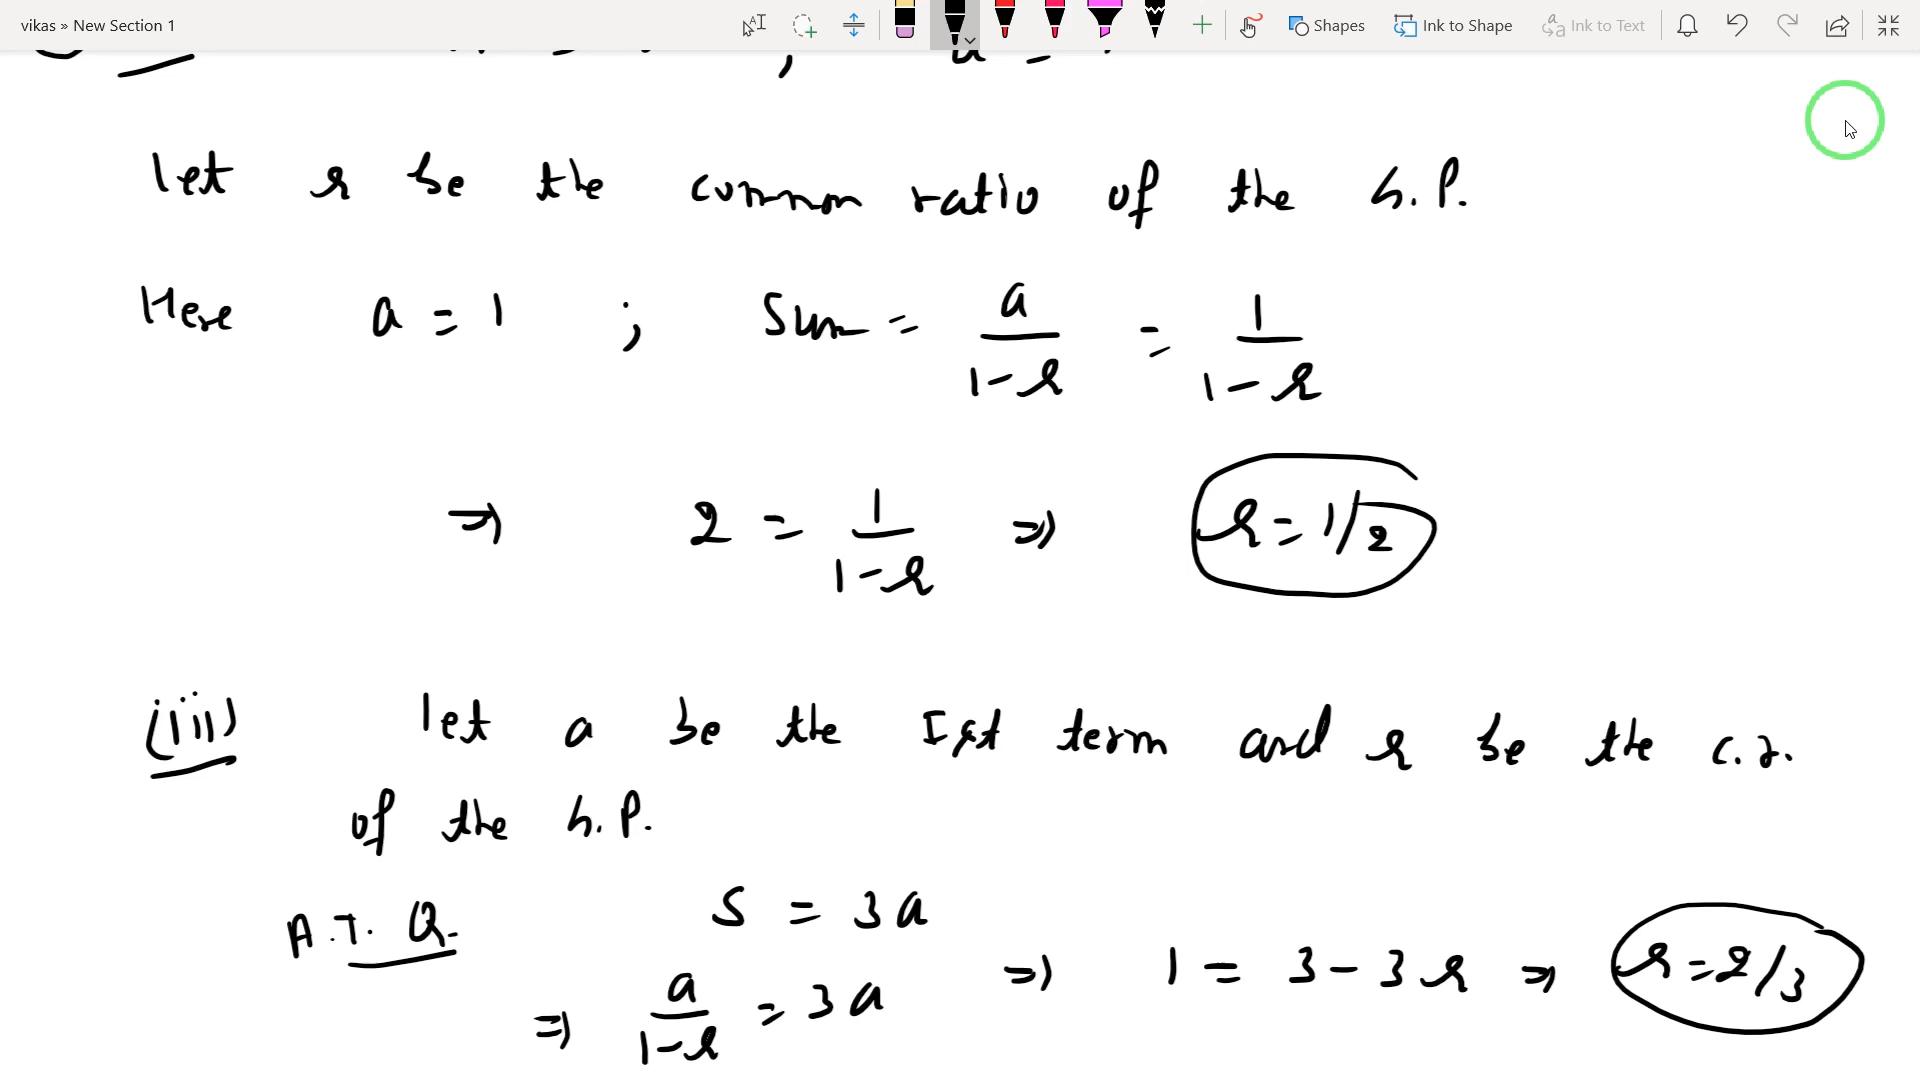 vikas » New Section 1
Shapes Ink to Shape Ink to Text
let r be the common ratio of the G.P.
Here a = 1 ; Sum = a/(1-r) = 1/(1-r)
⇒ 2 = 1/(1-r) ⇒ r = 1/2
(iii) let a be the Ist term and r be the c.r.
of the G.P.
A.T.Q. S = 3a
⇒ a/(1-r) = 3a ⇒ 1 = 3 - 3r ⇒ r = 2/3